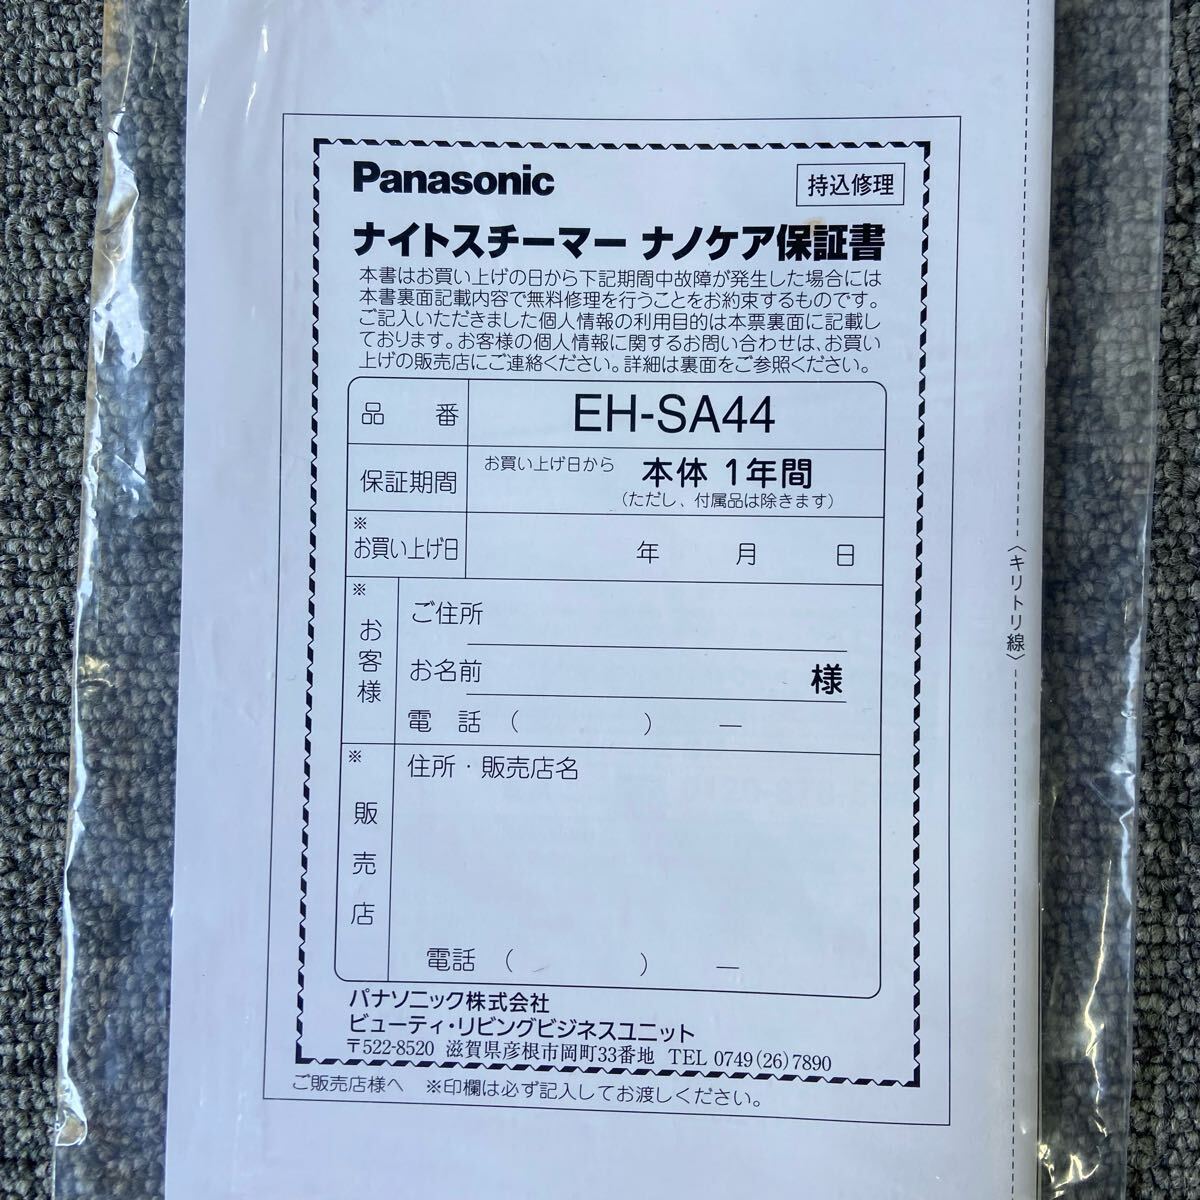 Panasonic
持込修理
ナイトスチーマー ナノケア保証書
本書はお買い上げの日から下記期間中故障が発生した場合には
本書裏面記載内容で無料修理を行うことをお約束するものです。
ご記入いただきました個人情報の利用目的は本票裏面に記載し
ております。お客様の個人情報に関するお問い合わせは、お買い
上げの販売店にご連絡ください。詳細は裏面をご参照ください。
品 番 EH-SA44
保証期間 お買い上げ日から 本体 1年間
(ただし、付属品は除きます)
※
お買い上げ日 年 月 日
※
お客様
ご住所
お名前 様
電 話 ( ) ―
※
販売店
住所・販売店名
電話 ( ) ―
パナソニック株式会社
ビューティ・リビングビジネスユニット
〒522-8520 滋賀県彦根市岡町33番地 TEL 0749(26)7890
ご販売店様へ ※印欄は必ず記入してお渡しください。
〈キリトリ線〉